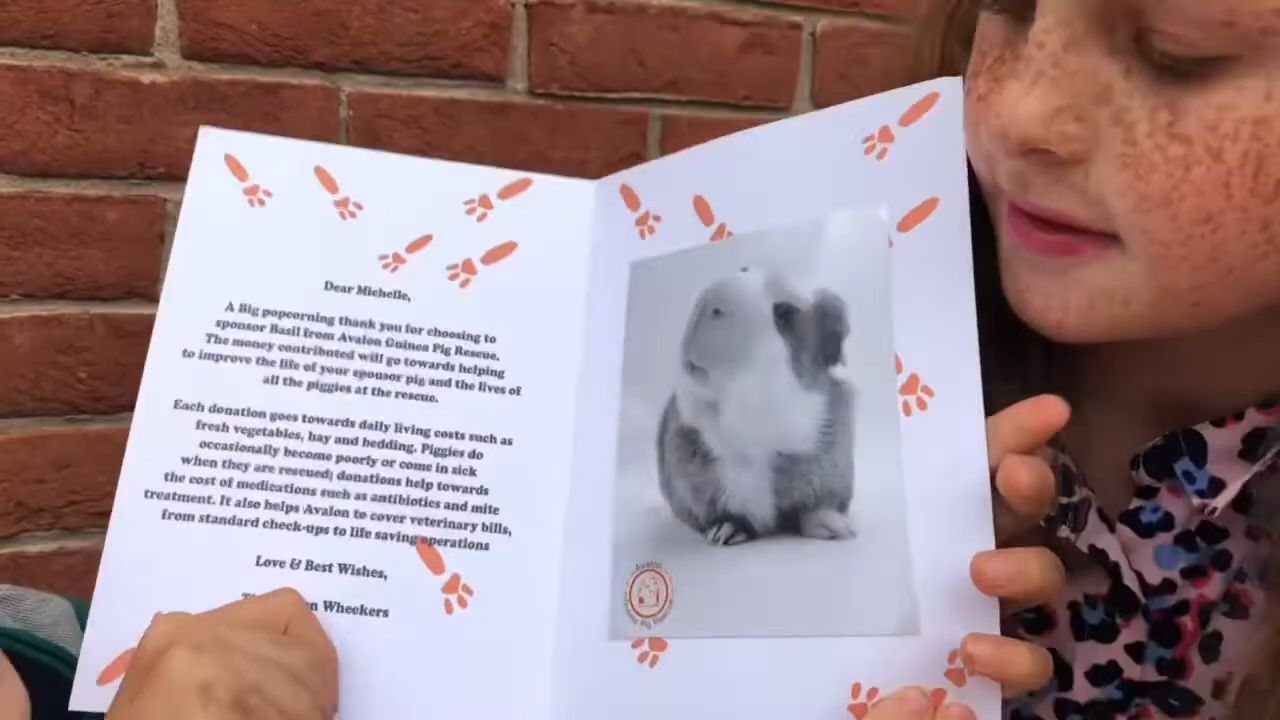 Dear Michelle,
A Big popcorning thank you for choosing to
sponsor Basil from Avalon Guinea Pig Rescue.
The money contributed will go towards helping
to improve the life of your sponsor pig and the lives of
all the piggies at the rescue.
Each donation goes towards daily living costs such as
fresh vegetables, hay and bedding. Piggies do
occasionally become poorly or come in sick
when they are rescued; donations help towards
the cost of medications such as antibiotics and mite
treatment. It also helps Avalon to cover veterinary bills,
from standard check-ups to life saving operations
Love & Best Wishes,
Wheekers
Avalon